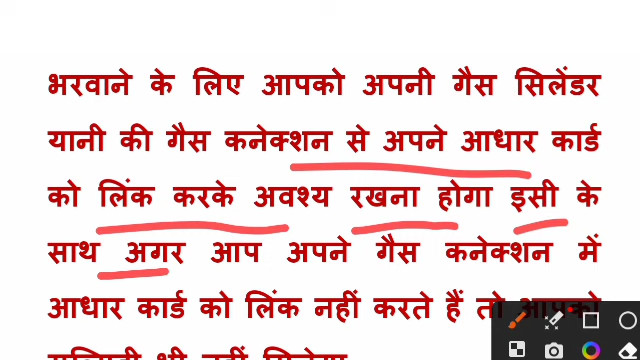 भरवाने के लिए आपको अपनी गैस सिलेंडर
यानी की गैस कनेक्शन से अपने आधार कार्ड
को लिंक करके अवश्य रखना होगा इसी के
साथ अगर आप अपने गैस कनेक्शन में
आधार कार्ड को लिंक नहीं करते हैं तो आपको